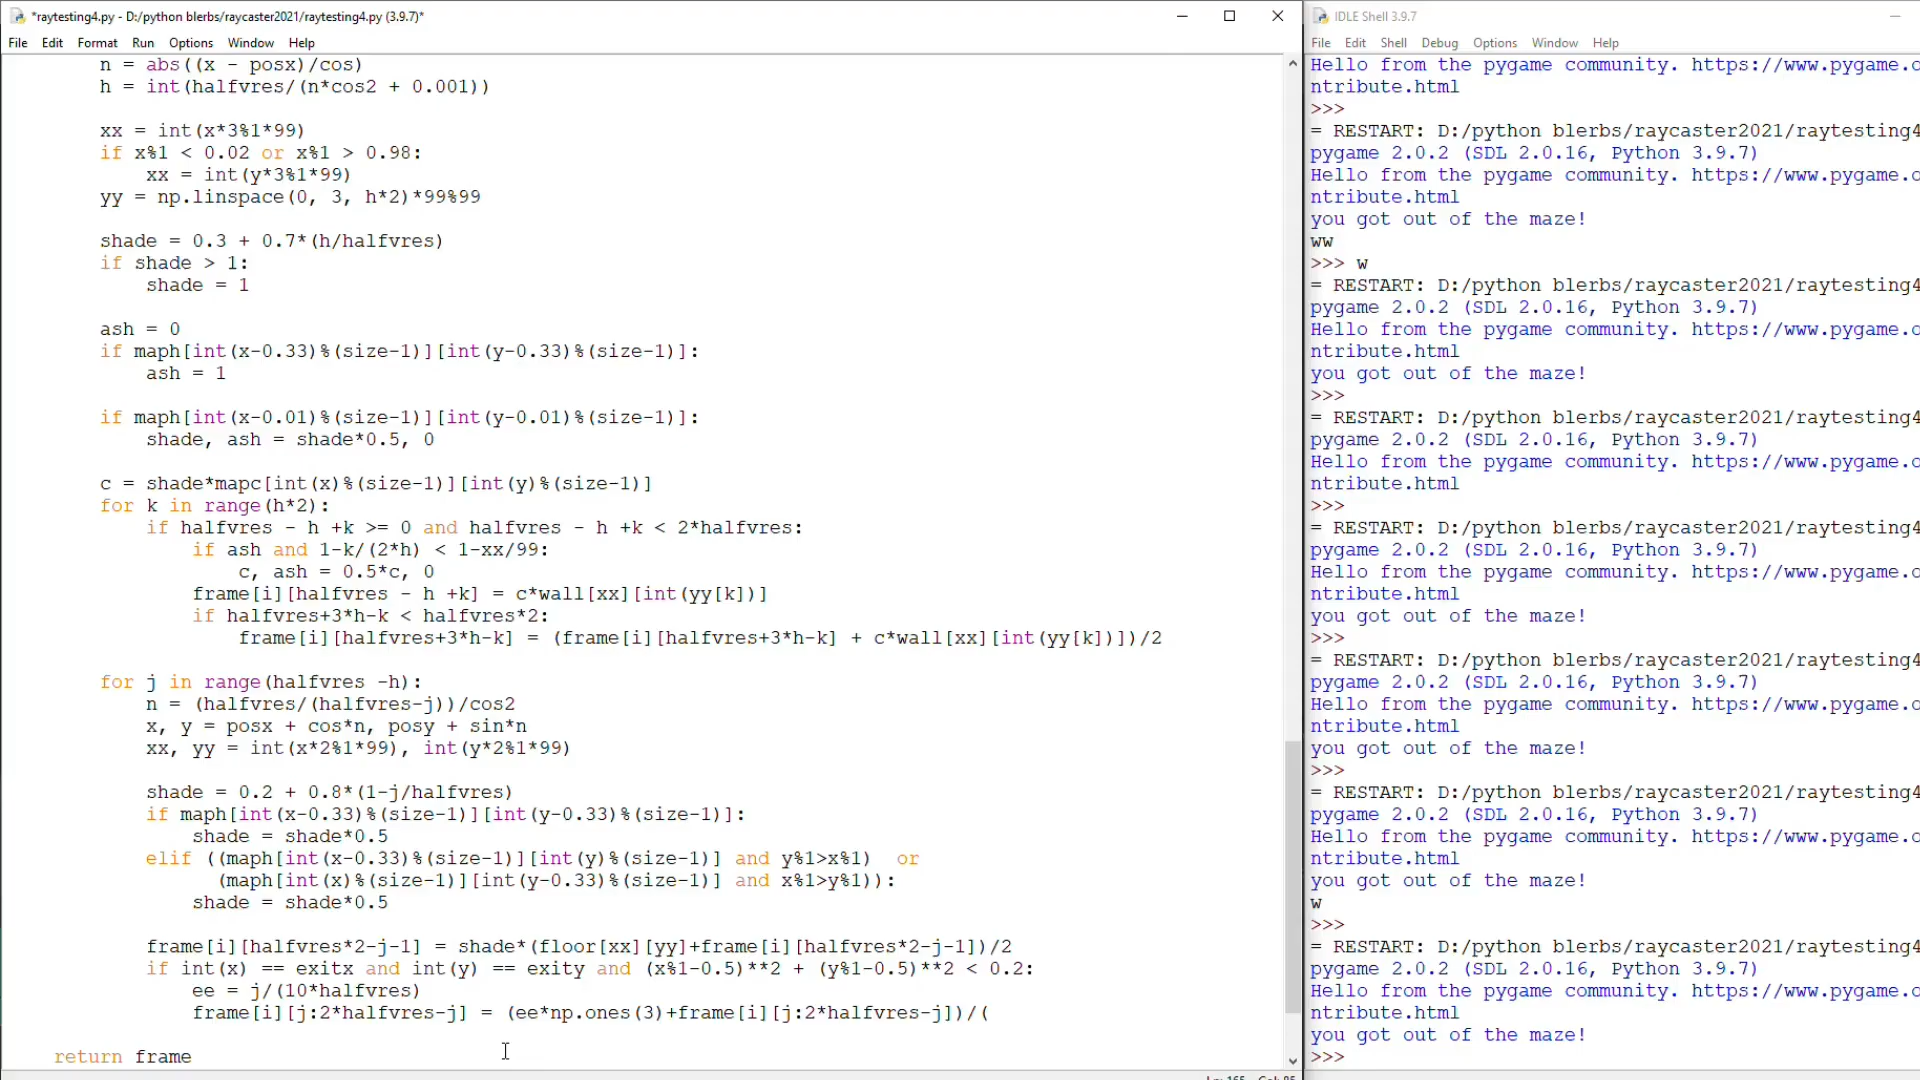 *raytesting4.py - D:/python blerbs/raycaster2021/raytesting4.py (3.9.7)*
File Edit Format Run Options Window Help
n = abs((x - posx)/cos)
h = int(halfvres/(n*cos2 + 0.001))
xx = int(x*3%1*99)
if x%1 < 0.02 or x%1 > 0.98:
xx = int(y*3%1*99)
yy = np.linspace(0, 3, h*2)*99%99
shade = 0.3 + 0.7*(h/halfvres)
if shade > 1:
shade = 1
ash = 0
if maph[int(x-0.33)%(size-1)][int(y-0.33)%(size-1)]:
ash = 1
if maph[int(x-0.01)%(size-1)][int(y-0.01)%(size-1)]:
shade, ash = shade*0.5, 0
c = shade*mapc[int(x)%(size-1)][int(y)%(size-1)]
for k in range(h*2):
if halfvres - h +k >= 0 and halfvres - h +k < 2*halfvres:
if ash and 1-k/(2*h) < 1-xx/99:
c, ash = 0.5*c, 0
frame[i][halfvres - h +k] = c*wall[xx][int(yy[k])]
if halfvres+3*h-k < halfvres*2:
frame[i][halfvres+3*h-k] = (frame[i][halfvres+3*h-k] + c*wall[xx][int(yy[k])])/2
for j in range(halfvres -h):
n = (halfvres/(halfvres-j))/cos2
x, y = posx + cos*n, posy + sin*n
xx, yy = int(x*2%1*99), int(y*2%1*99)
shade = 0.2 + 0.8*(1-j/halfvres)
if maph[int(x-0.33)%(size-1)][int(y-0.33)%(size-1)]:
shade = shade*0.5
elif ((maph[int(x-0.33)%(size-1)][int(y)%(size-1)] and y%1>x%1)  or
(maph[int(x)%(size-1)][int(y-0.33)%(size-1)] and x%1>y%1)):
shade = shade*0.5
frame[i][halfvres*2-j-1] = shade*(floor[xx][yy]+frame[i][halfvres*2-j-1])/2
if int(x) == exitx and int(y) == exity and (x%1-0.5)**2 + (y%1-0.5)**2 < 0.2:
ee = j/(10*halfvres)
frame[i][j:2*halfvres-j] = (ee*np.ones(3)+frame[i][j:2*halfvres-j])/(
return frame
IDLE Shell 3.9.7
File Edit Shell Debug Options Window Help
Hello from the pygame community. https://www.pygame.o
ntribute.html
>>>
= RESTART: D:/python blerbs/raycaster2021/raytesting4
pygame 2.0.2 (SDL 2.0.16, Python 3.9.7)
Hello from the pygame community. https://www.pygame.o
ntribute.html
you got out of the maze!
ww
>>> w
= RESTART: D:/python blerbs/raycaster2021/raytesting4
pygame 2.0.2 (SDL 2.0.16, Python 3.9.7)
Hello from the pygame community. https://www.pygame.o
ntribute.html
you got out of the maze!
>>>
= RESTART: D:/python blerbs/raycaster2021/raytesting4
pygame 2.0.2 (SDL 2.0.16, Python 3.9.7)
Hello from the pygame community. https://www.pygame.o
ntribute.html
>>>
= RESTART: D:/python blerbs/raycaster2021/raytesting4
pygame 2.0.2 (SDL 2.0.16, Python 3.9.7)
Hello from the pygame community. https://www.pygame.o
ntribute.html
you got out of the maze!
>>>
= RESTART: D:/python blerbs/raycaster2021/raytesting4
pygame 2.0.2 (SDL 2.0.16, Python 3.9.7)
Hello from the pygame community. https://www.pygame.o
ntribute.html
you got out of the maze!
>>>
= RESTART: D:/python blerbs/raycaster2021/raytesting4
pygame 2.0.2 (SDL 2.0.16, Python 3.9.7)
Hello from the pygame community. https://www.pygame.o
ntribute.html
you got out of the maze!
w
>>>
= RESTART: D:/python blerbs/raycaster2021/raytesting4
pygame 2.0.2 (SDL 2.0.16, Python 3.9.7)
Hello from the pygame community. https://www.pygame.o
ntribute.html
you got out of the maze!
>>>